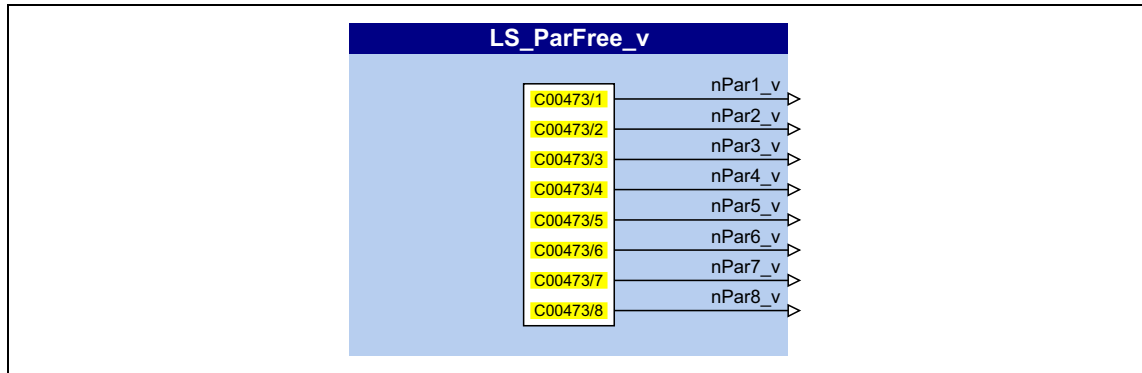 LS_ParFree_v
C00473/1 nPar1_v
C00473/2 nPar2_v
C00473/3 nPar3_v
C00473/4 nPar4_v
C00473/5 nPar5_v
C00473/6 nPar6_v
C00473/7 nPar7_v
C00473/8 nPar8_v